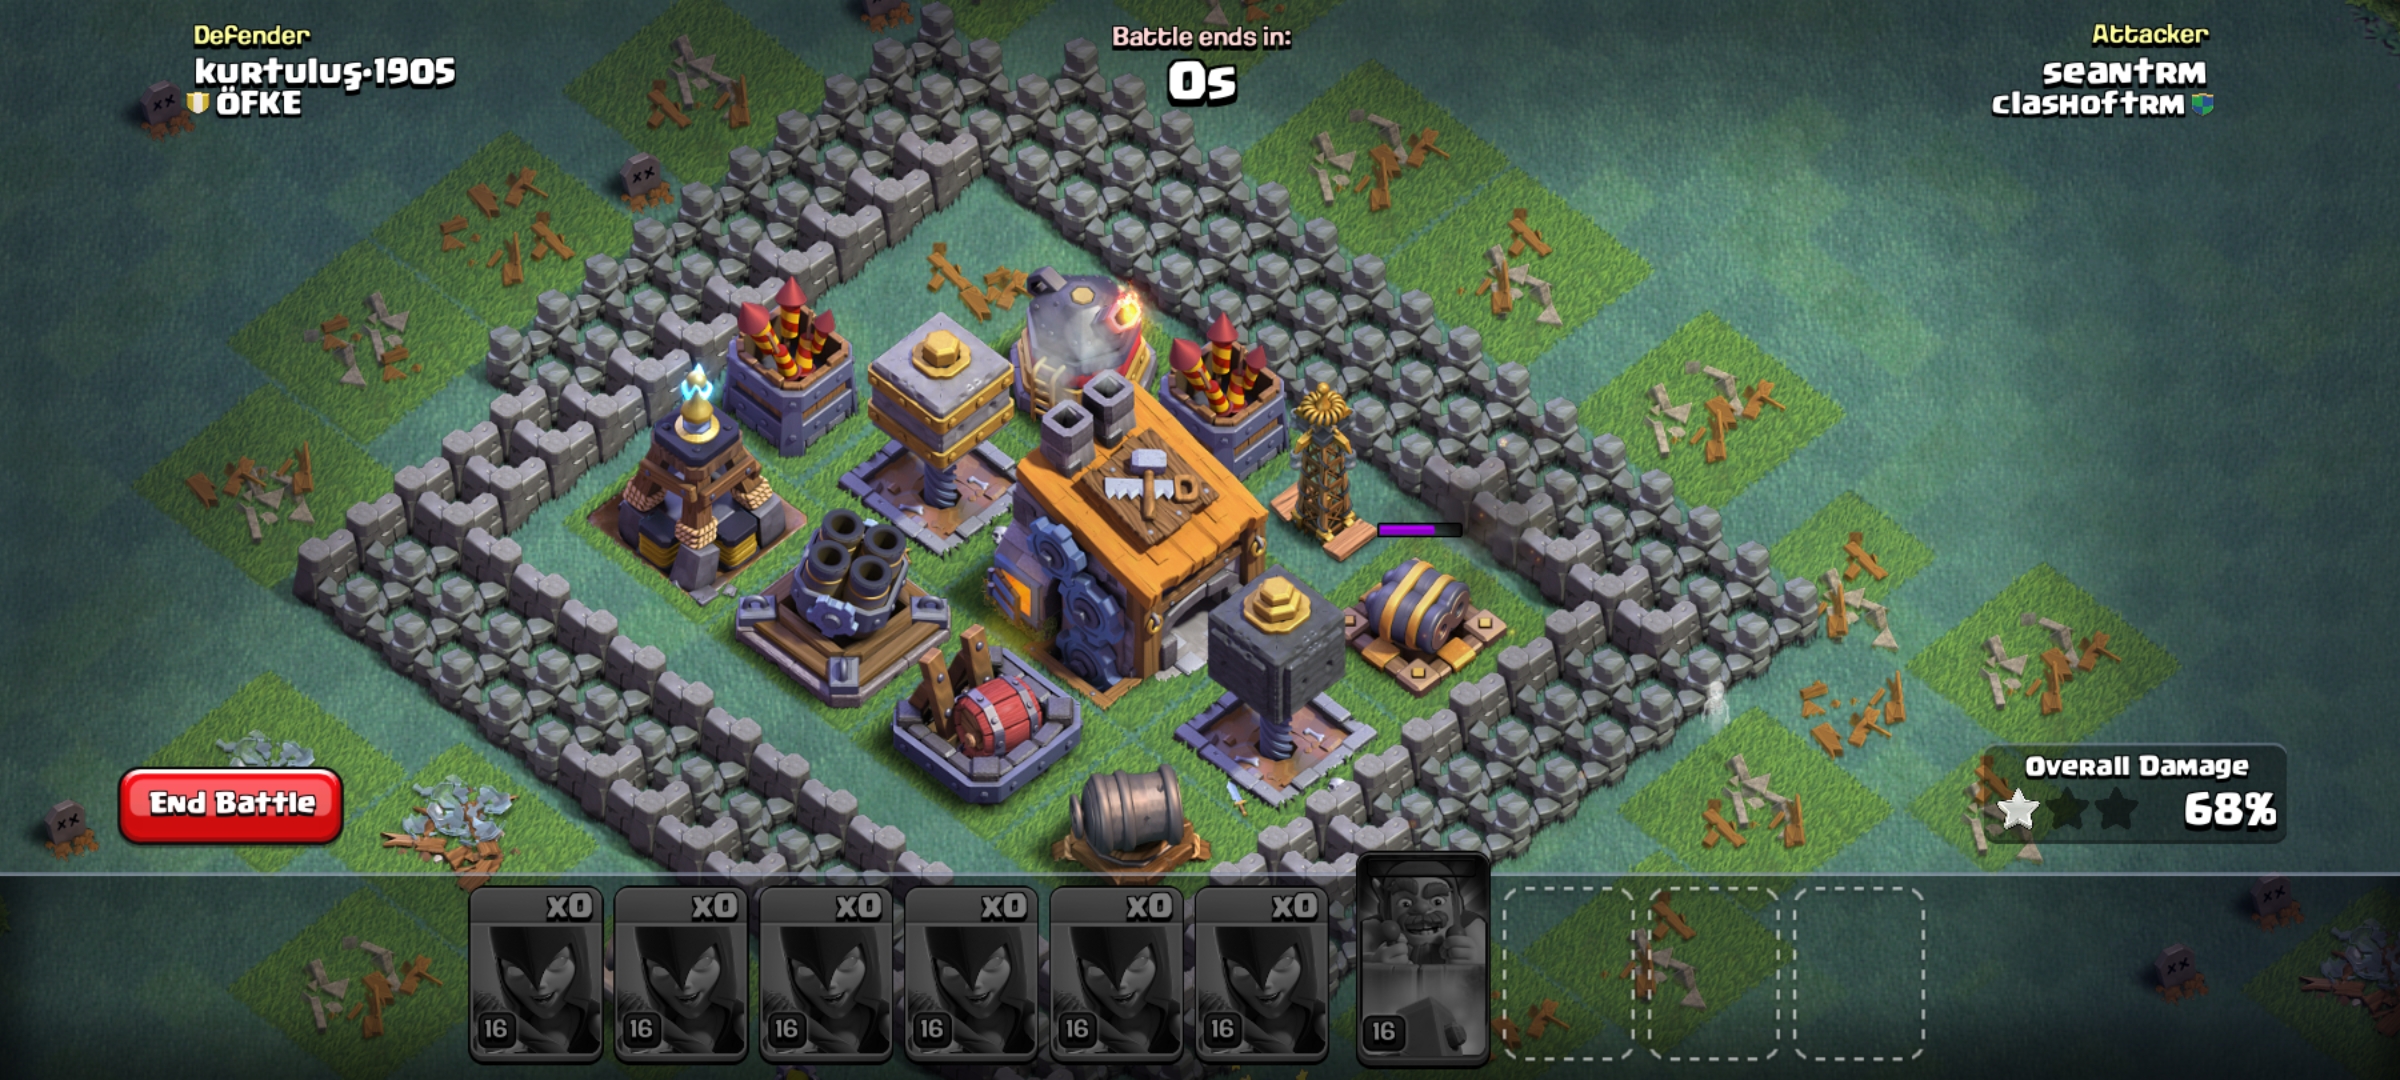 Defender
kurtuluş•1905
ÖFKE
Battle ends in:
0s
Attacker
seantRM
clashoftRM
End Battle
Overall Damage
68%
x0
x0
x0
x0
x0
x0
16
16
16
16
16
16
16